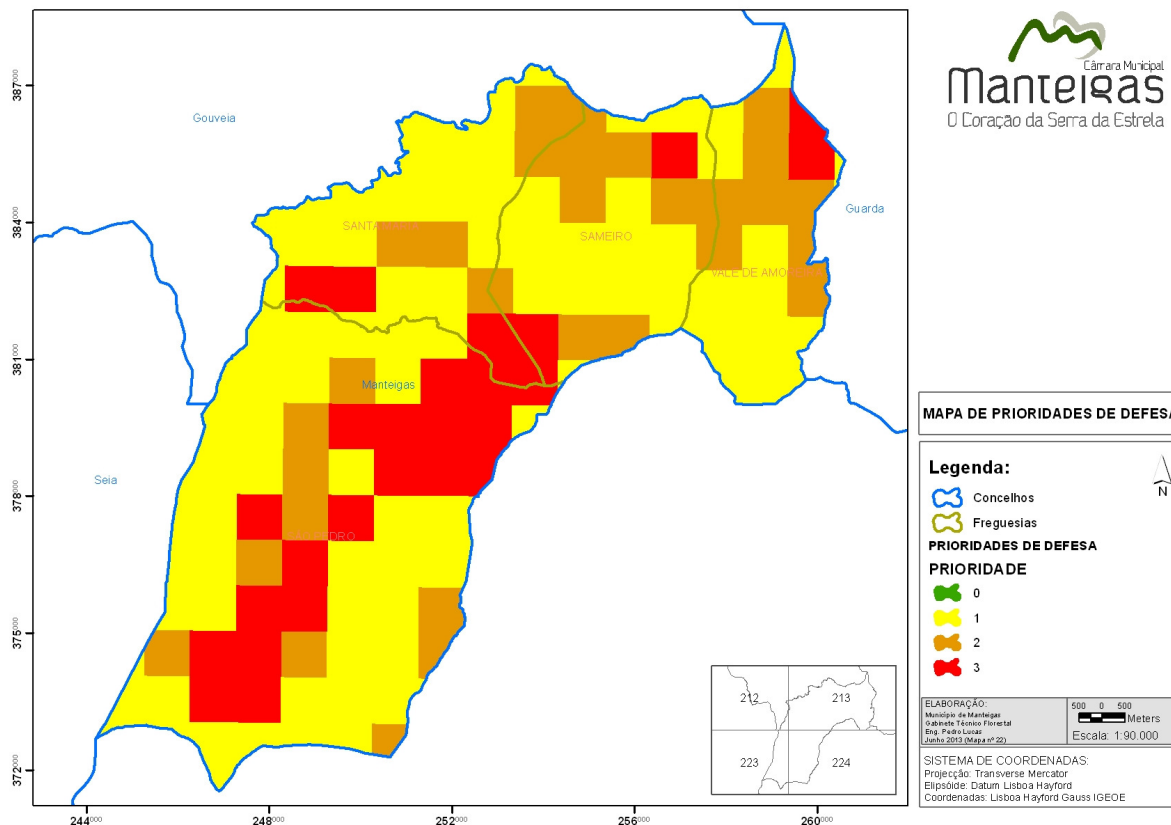 Câmara Municipal
Manteigas
O Coração da Serra da Estrela
Gouveia
Guarda
SANTA
SAMEIRO
VALE DE
Manteigas
Seia
387000
384000
381000
378000
375000
372000
244000
248000
252000
256000
260000
212
213
223
224
MAPA DE PRIORIDADES DE DEFESA
Legenda:
N
Concelhos
Freguesias
PRIORIDADES DE DEFESA
PRIORIDADE
0
1
2
3
ELABORAÇÃO:
Município de Manteigas
Gabinete Técnico Florestal
Eng. Pedro Lucas
Junho 2013 (Mapa nº 22)
500 0 500
Meters
Escala: 1:90.000
SISTEMA DE COORDENADAS:
Projecção: Transverse Mercator
Elipsóide: Datum Lisboa Hayford
Coordenadas: Lisboa Hayford Gauss IGEOE